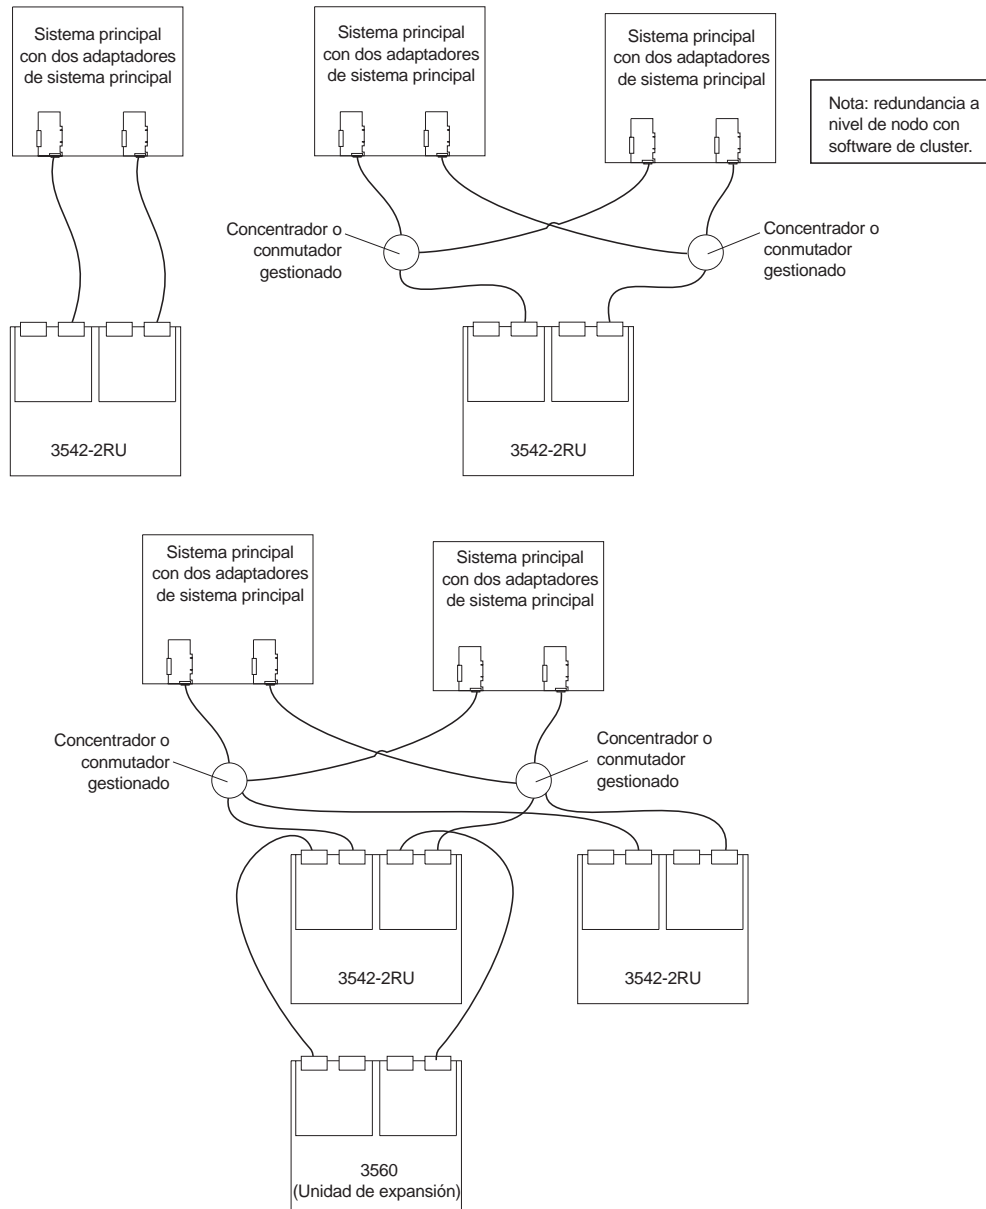 Sistema principal
con dos adaptadores
de sistema principal
Sistema principal
con dos adaptadores
de sistema principal
Sistema principal
con dos adaptadores
de sistema principal
Nota: redundancia a
nivel de nodo con
software de cluster.
Concentrador o
conmutador
gestionado
Concentrador o
conmutador
gestionado
3542-2RU
3542-2RU
Sistema principal
con dos adaptadores
de sistema principal
Sistema principal
con dos adaptadores
de sistema principal
Concentrador o
conmutador
gestionado
Concentrador o
conmutador
gestionado
3542-2RU
3542-2RU
3560
(Unidad de expansión)